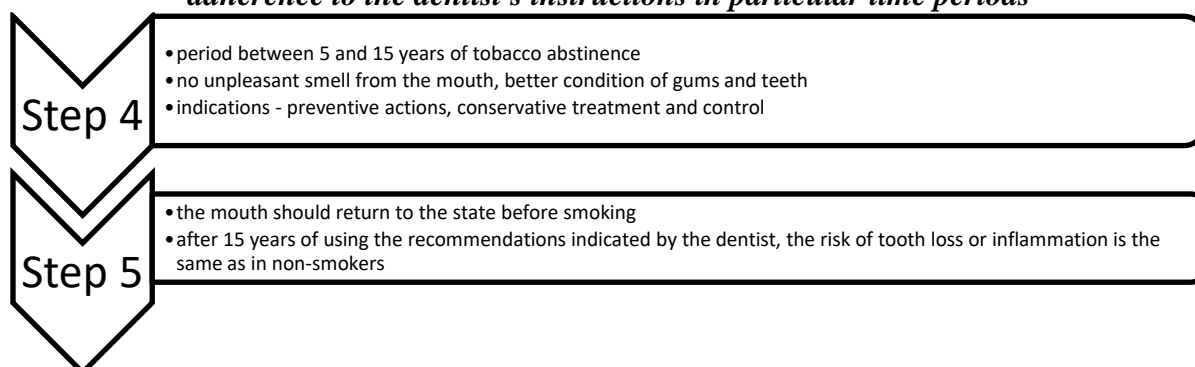 adherence to the dentist's instructions in particular time periods
Step 4
•period between 5 and 15 years of tobacco abstinence
•no unpleasant smell from the mouth, better condition of gums and teeth
•indications - preventive actions, conservative treatment and control
Step 5
•the mouth should return to the state before smoking
•after 15 years of using the recommendations indicated by the dentist, the risk of tooth loss or inflammation is the
same as in non-smokers